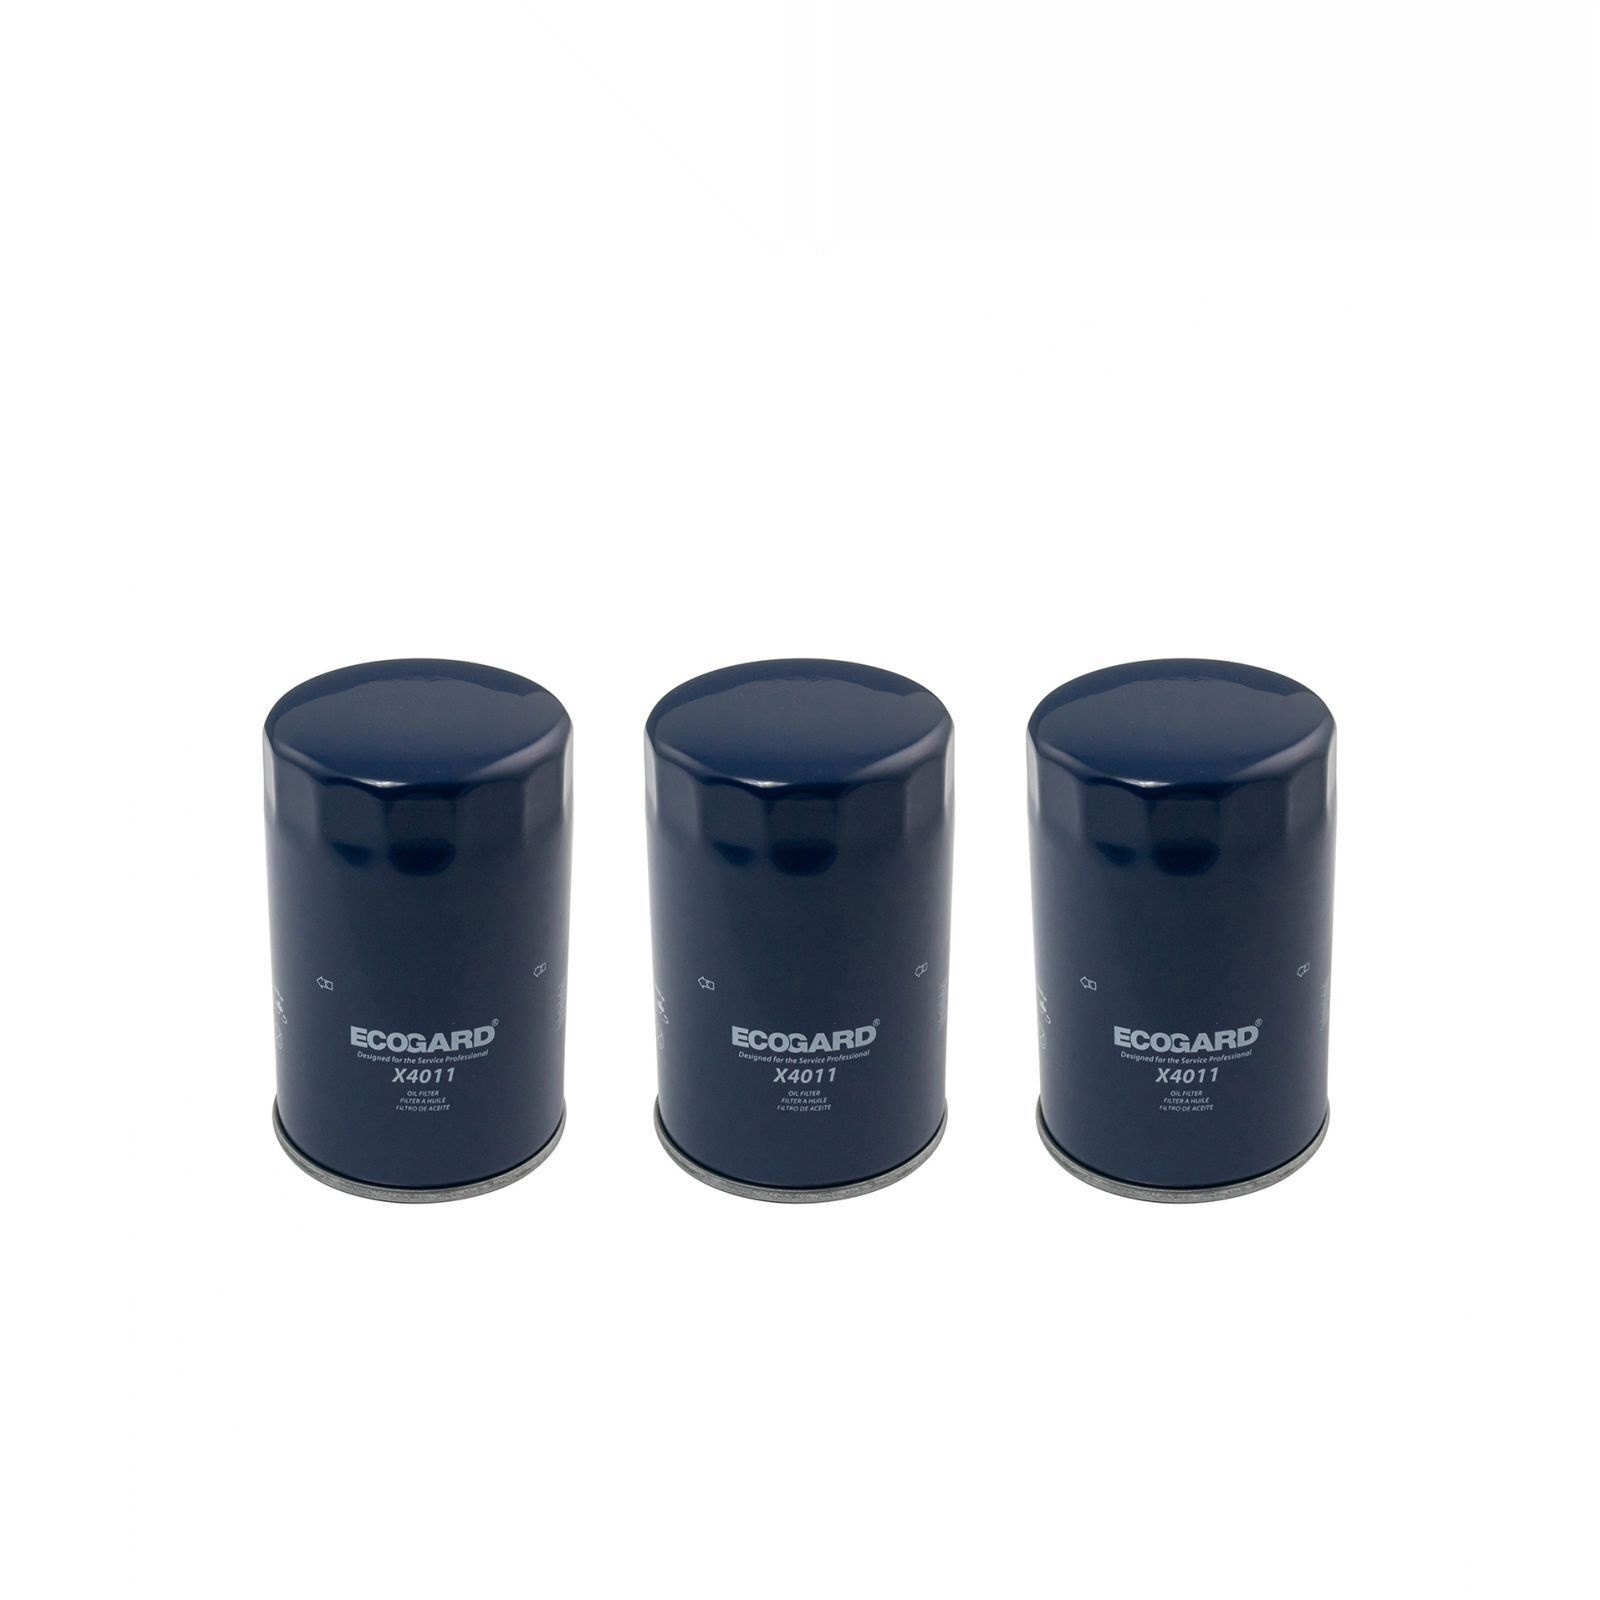 ECOGARD®
Designed for the Service Professional
X4011
OIL FILTER
FILTER A HUILE
FILTRO DE ACEITE
ECOGARD®
Designed for the Service Professional
X4011
OIL FILTER
FILTER A HUILE
FILTRO DE ACEITE
ECOGARD®
Designed for the Service Professional
X4011
OIL FILTER
FILTER A HUILE
FILTRO DE ACEITE